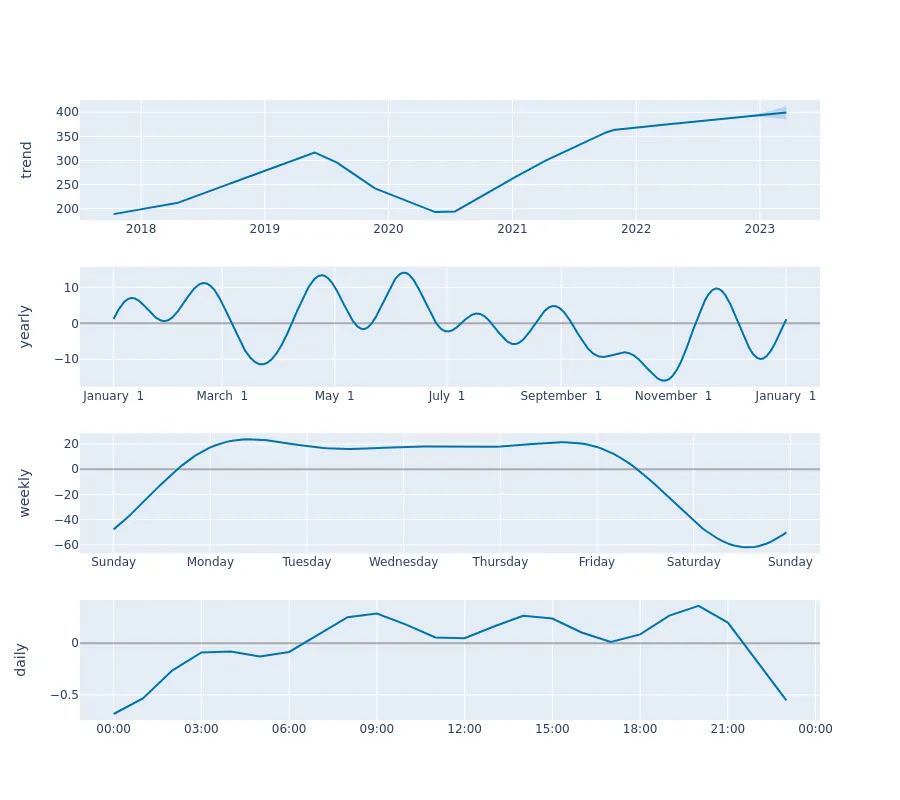 trend
400
350
300
250
200
2018 2019 2020 2021 2022 2023
yearly
10
0
−10
January 1 March 1 May 1 July 1 September 1 November 1 January 1
weekly
20
0
−20
−40
−60
Sunday Monday Tuesday Wednesday Thursday Friday Saturday Sunday
daily
0
−0.5
00:00 03:00 06:00 09:00 12:00 15:00 18:00 21:00 00:00